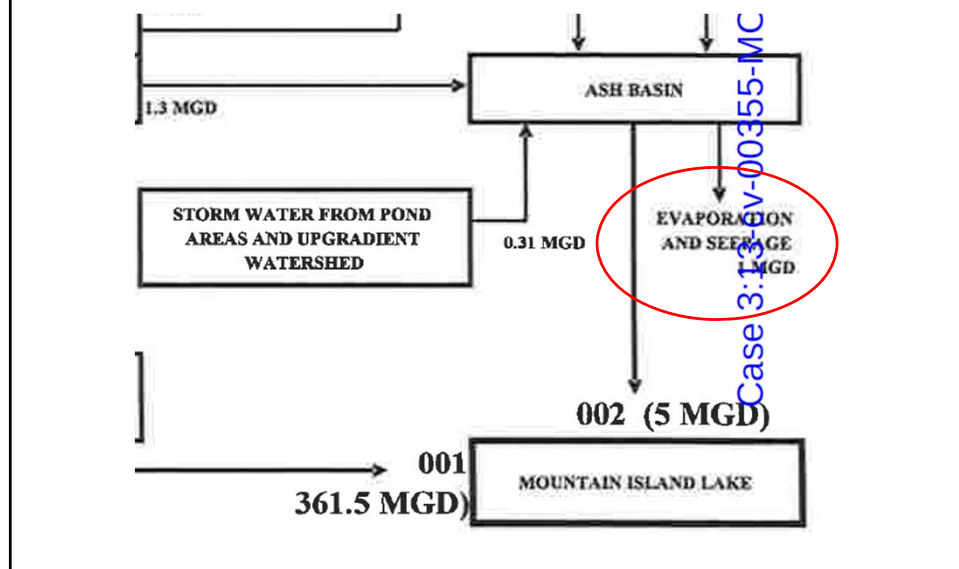 ASH BASIN
1.3 MGD
STORM WATER FROM POND
AREAS AND UPGRADIENT
WATERSHED
0.31 MGD
EVAPORATION
AND SEEPAGE
1 MGD
Case 3:13-cv-00355-MOC
002 (5 MGD)
001
361.5 MGD)
MOUNTAIN ISLAND LAKE